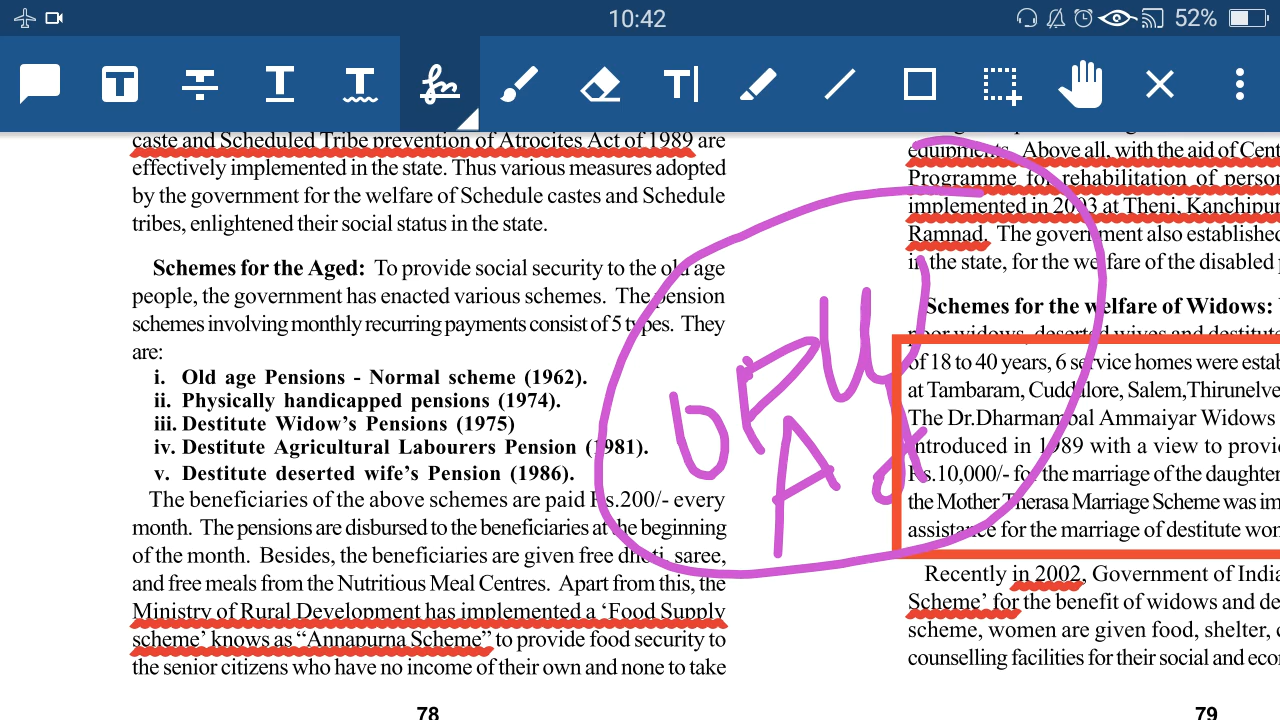 10:42
52%
T
T
T
T
T
caste and Scheduled Tribe prevention of Atrocites Act of 1989 are
effectively implemented in the state. Thus various measures adopted
by the government for the welfare of Schedule castes and Schedule
tribes, enlightened their social status in the state.
Schemes for the Aged: To provide social security to the old age
people, the government has enacted various schemes. The pension
schemes involving monthly recurring payments consist of 5 types. They
are:
i. Old age Pensions - Normal scheme (1962).
ii. Physically handicapped pensions (1974).
iii. Destitute Widow's Pensions (1975)
iv. Destitute Agricultural Labourers Pension (1981).
v. Destitute deserted wife's Pension (1986).
The beneficiaries of the above schemes are paid Rs.200/- every
month. The pensions are disbursed to the beneficiaries at the beginning
of the month. Besides, the beneficiaries are given free dhoti, saree,
and free meals from the Nutritious Meal Centres. Apart from this, the
Ministry of Rural Development has implemented a 'Food Supply
scheme' knows as "Annapurna Scheme" to provide food security to
the senior citizens who have no income of their own and none to take
78
equipments. Above all, with the aid of Cent
Programme for rehabilitation of person
implemented in 2003 at Theni, Kanchipur
Ramnad. The government also established
in the state, for the welfare of the disabled
Schemes for the welfare of Widows:
poor widows, deserted wives and destitute
of 18 to 40 years, 6 service homes were estab
at Tambaram, Cuddalore, Salem,Thirunelve
The Dr.Dharmambal Ammaiyar Widows
introduced in 1989 with a view to provi
Rs.10,000/- for the marriage of the daughter
the Mother Therasa Marriage Scheme was im
assistance for the marriage of destitute wom
Recently in 2002, Government of India
Scheme' for the benefit of widows and de
scheme, women are given food, shelter,
counselling facilities for their social and econ
79